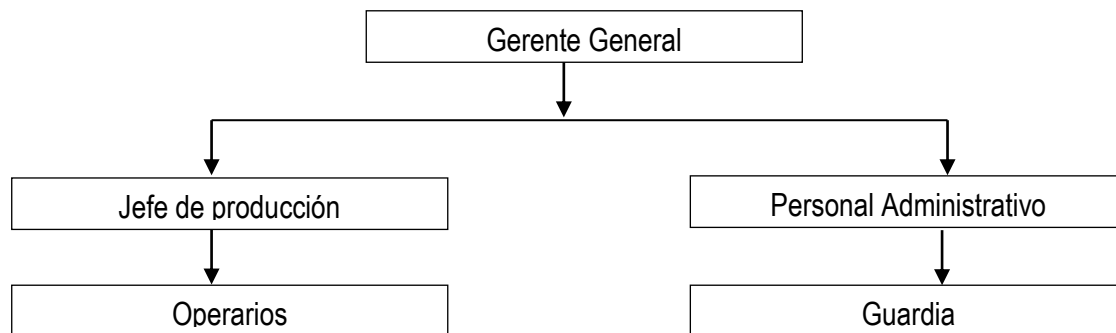 Gerente General
Jefe de producción
Personal Administrativo
Operarios
Guardia